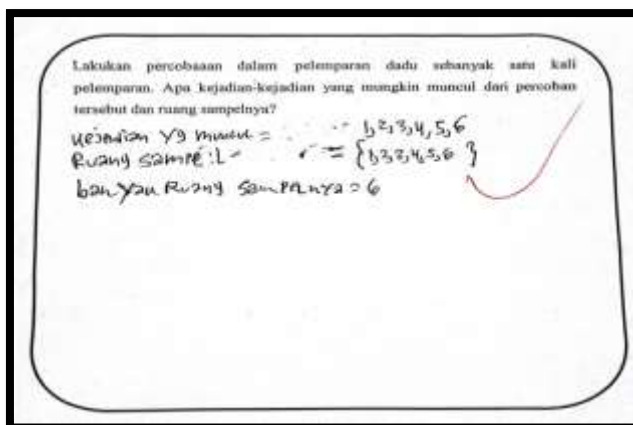 Lakukan percobaaan dalam pelemparan dadu sebanyak satu kali
pelemparan. Apa kejadian-kejadian yang mungkin muncul dari percoban
tersebut dan ruang sampelnya?
kejadian Yg muncul = 1,2,3,4,5,6
Ruang sampel = {1,2,3,4,5,6}
banyak Ruang sampelnya = 6